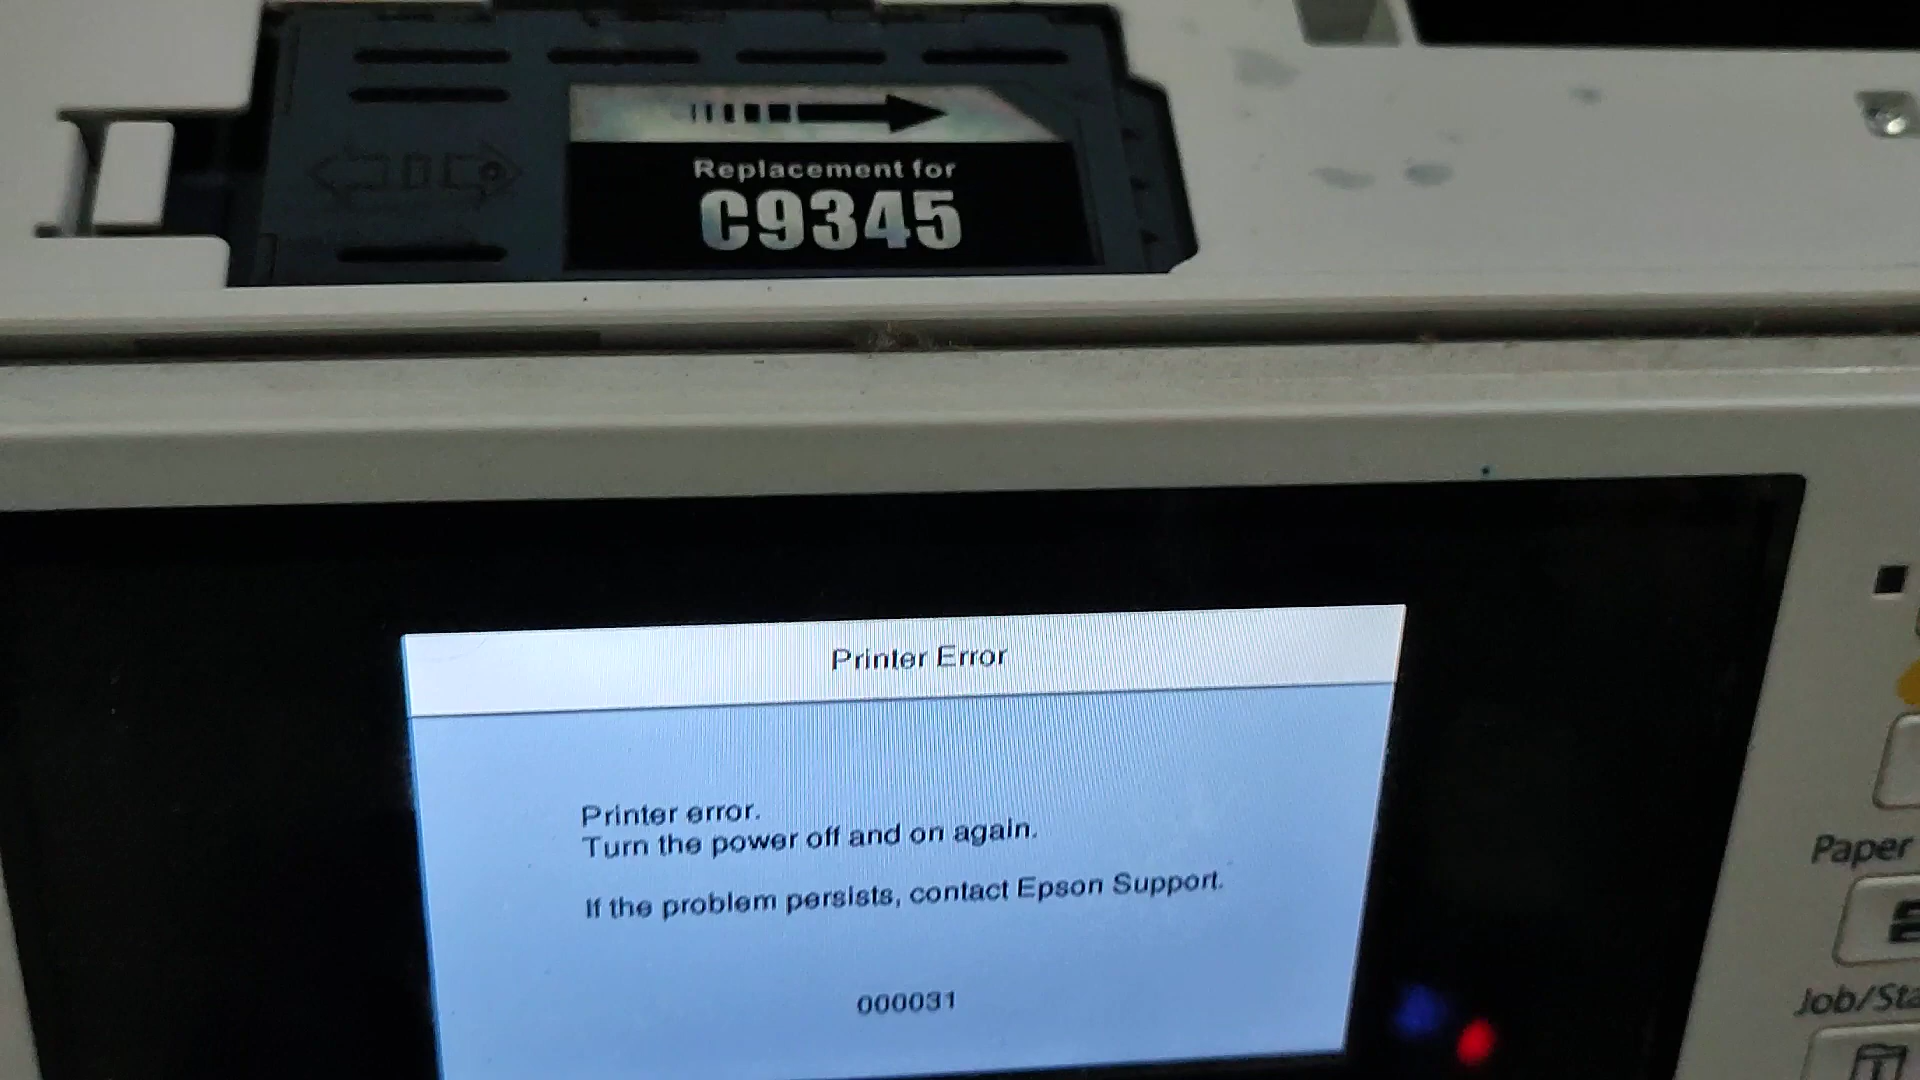 Replacement for
C9345
Printer Error
Printer error.
Turn the power off and on again.
If the problem persists, contact Epson Support.
000031
Paper
Job/Sta